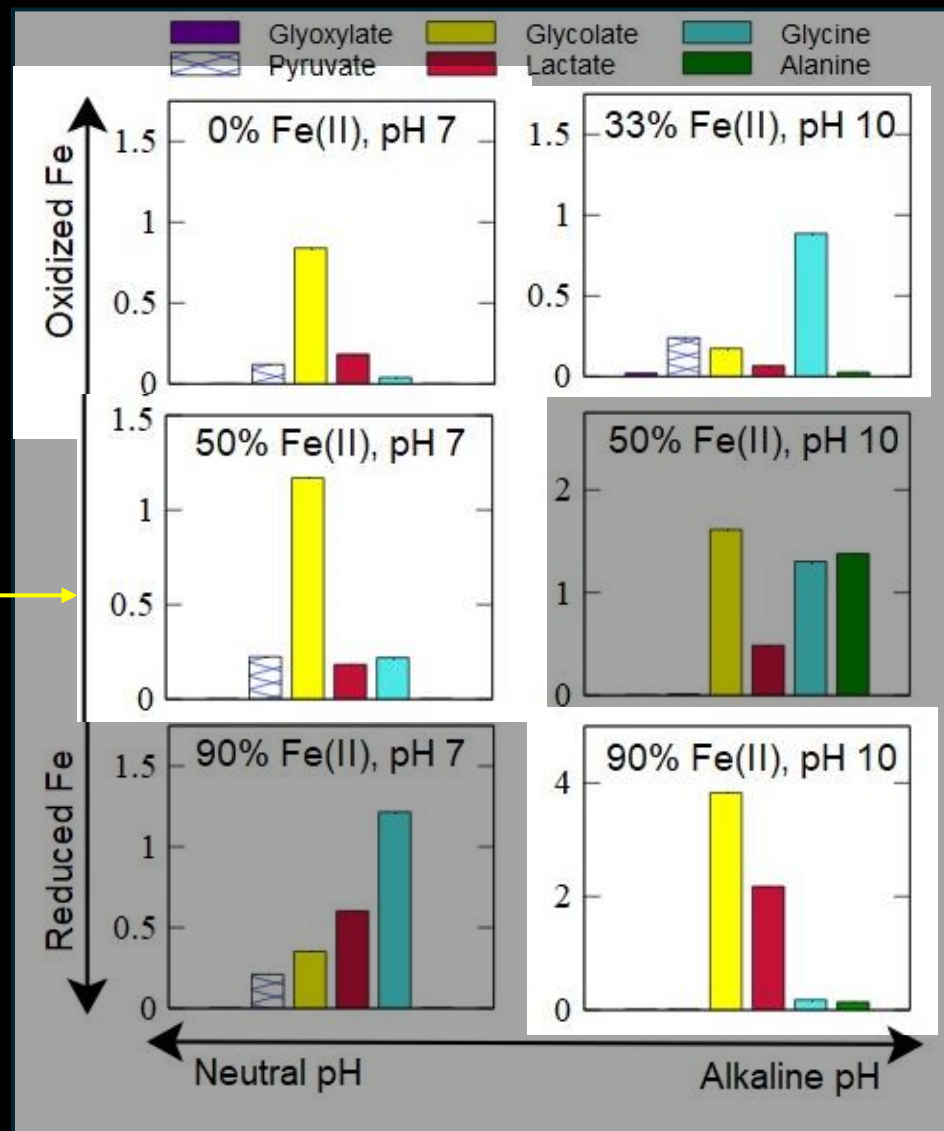 Glyoxylate Glycolate Glycine
Pyruvate Lactate Alanine
Oxidized Fe
Reduced Fe
0% Fe(II), pH 7
1.5
1
0.5
0
33% Fe(II), pH 10
1.5
1
0.5
0
50% Fe(II), pH 7
1.5
1
0.5
0
50% Fe(II), pH 10
2
1
0
90% Fe(II), pH 7
1.5
1
0.5
0
90% Fe(II), pH 10
4
2
0
Neutral pH Alkaline pH